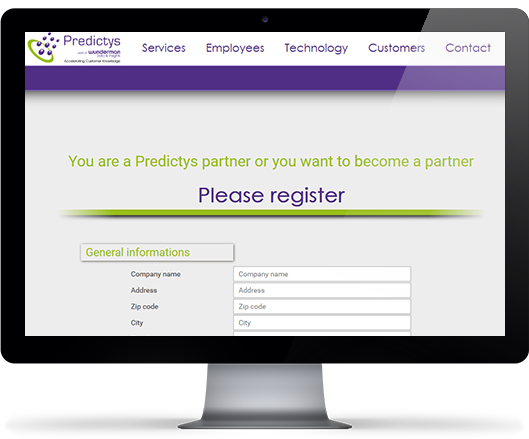 Predictys
part of wunderman
Data & Insights
Accelerating Customer Knowledge
Services Employees Technology Customers Contact
You are a Predictys partner or you want to become a partner
Please register
General informations
Company name Company name
Address Address
Zip code Zip code
City City